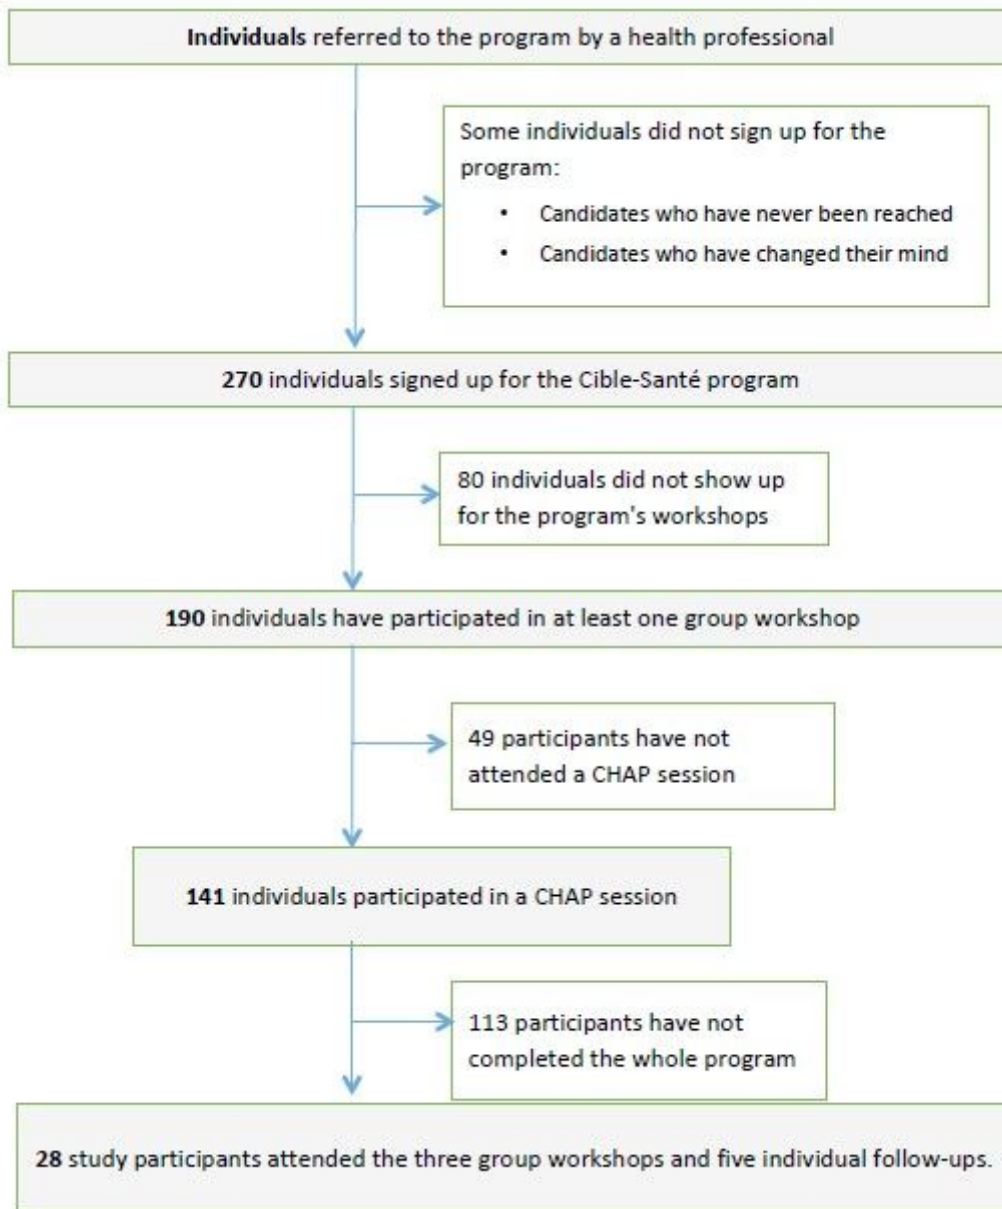 Individuals referred to the program by a health professional
Some individuals did not sign up for the
program:
• Candidates who have never been reached
• Candidates who have changed their mind
270 individuals signed up for the Cible-Santé program
80 individuals did not show up
for the program's workshops
190 individuals have participated in at least one group workshop
49 participants have not
attended a CHAP session
141 individuals participated in a CHAP session
113 participants have not
completed the whole program
28 study participants attended the three group workshops and five individual follow-ups.